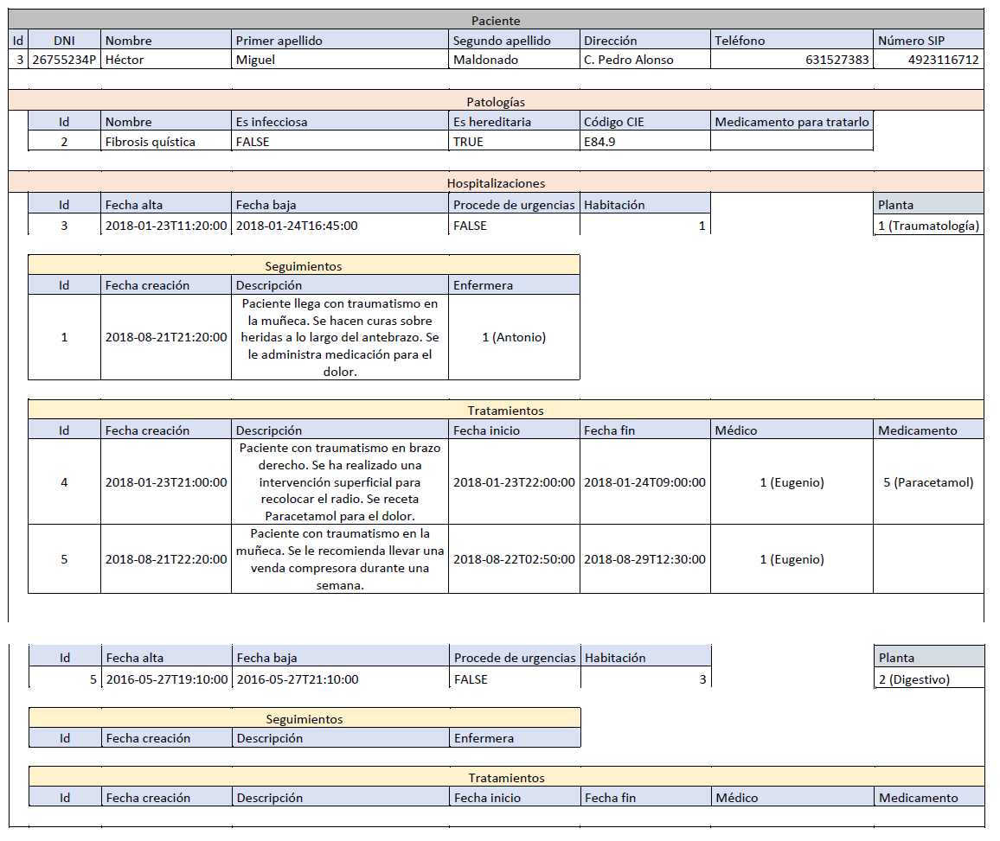 Paciente
Id DNI Nombre Primer apellido Segundo apellido Dirección Teléfono Número SIP
3 26755234P Héctor Miguel Maldonado C. Pedro Alonso 631527383 4923116712
Patologías
Id Nombre Es infecciosa Es hereditaria Código CIE Medicamento para tratarlo
2 Fibrosis quística FALSE TRUE E84.9
Hospitalizaciones
Id Fecha alta Fecha baja Procede de urgencias Habitación Planta
3 2018-01-23T11:20:00 2018-01-24T16:45:00 FALSE 1 1 (Traumatología)
Seguimientos
Id Fecha creación Descripción Enfermera
Paciente llega con traumatismo en
la muñeca. Se hacen curas sobre
1 2018-08-21T21:20:00 heridas a lo largo del antebrazo. Se 1 (Antonio)
le administra medicación para el
dolor.
Tratamientos
Id Fecha creación Descripción Fecha inicio Fecha fin Médico Medicamento
Paciente con traumatismo en brazo
derecho. Se ha realizado una
4 2018-01-23T21:00:00 intervención superficial para 2018-01-23T22:00:00 2018-01-24T09:00:00 1 (Eugenio) 5 (Paracetamol)
recolocar el radio. Se receta
Paracetamol para el dolor.
Paciente con traumatismo en la
5 2018-08-21T22:20:00 muñeca. Se le recomienda llevar una 2018-08-22T02:50:00 2018-08-29T12:30:00 1 (Eugenio)
venda compresora durante una
semana.
Id Fecha alta Fecha baja Procede de urgencias Habitación Planta
5 2016-05-27T19:10:00 2016-05-27T21:10:00 FALSE 3 2 (Digestivo)
Seguimientos
Id Fecha creación Descripción Enfermera
Tratamientos
Id Fecha creación Descripción Fecha inicio Fecha fin Médico Medicamento